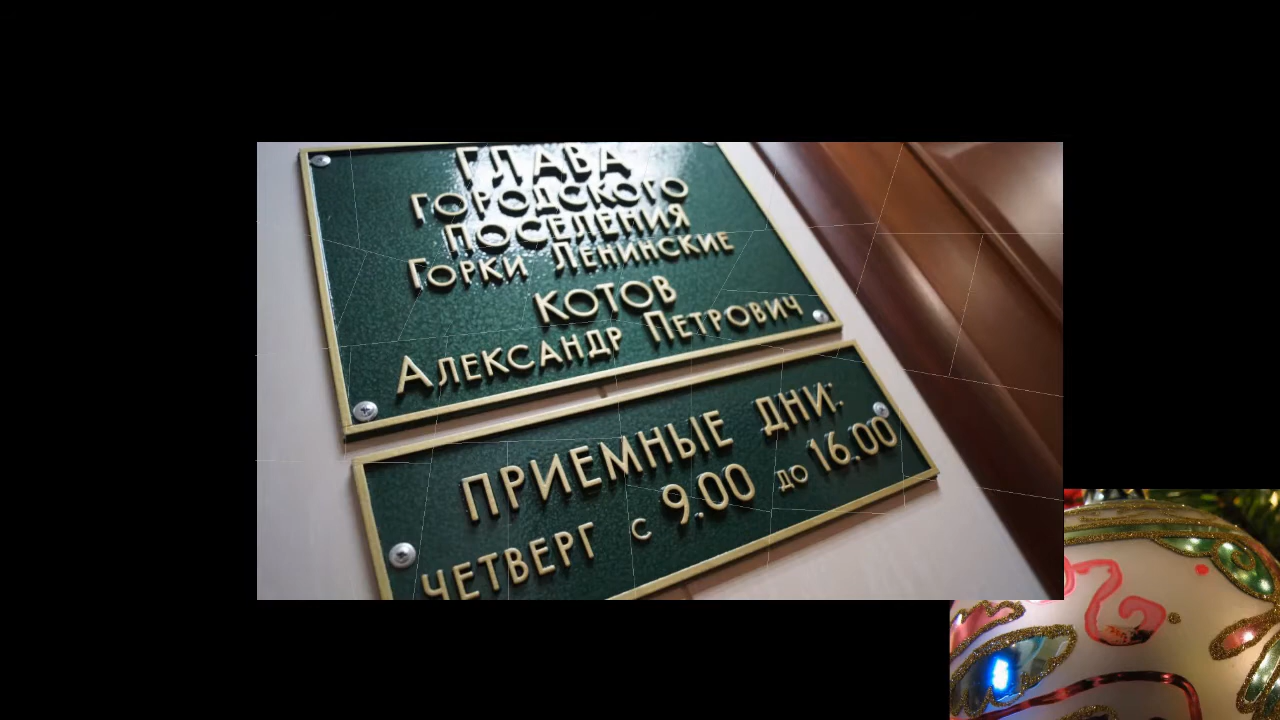 ГЛАВА
ГОРОДСКОГО
ПОСЕЛЕНИЯ
ГОРКИ ЛЕНИНСКИЕ
КОТОВ
АЛЕКСАНДР ПЕТРОВИЧ
ПРИЕМНЫЕ ДНИ:
ЧЕТВЕРГ С 9.00 ДО 16.00